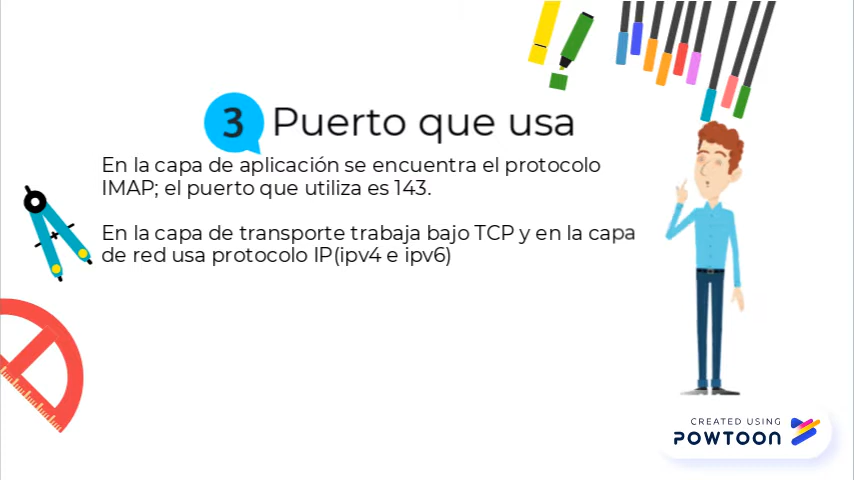 3 Puerto que usa
En la capa de aplicación se encuentra el protocolo
IMAP; el puerto que utiliza es 143.
En la capa de transporte trabaja bajo TCP y en la capa
de red usa protocolo IP(ipv4 e ipv6)
CREATED USING
POWTOON